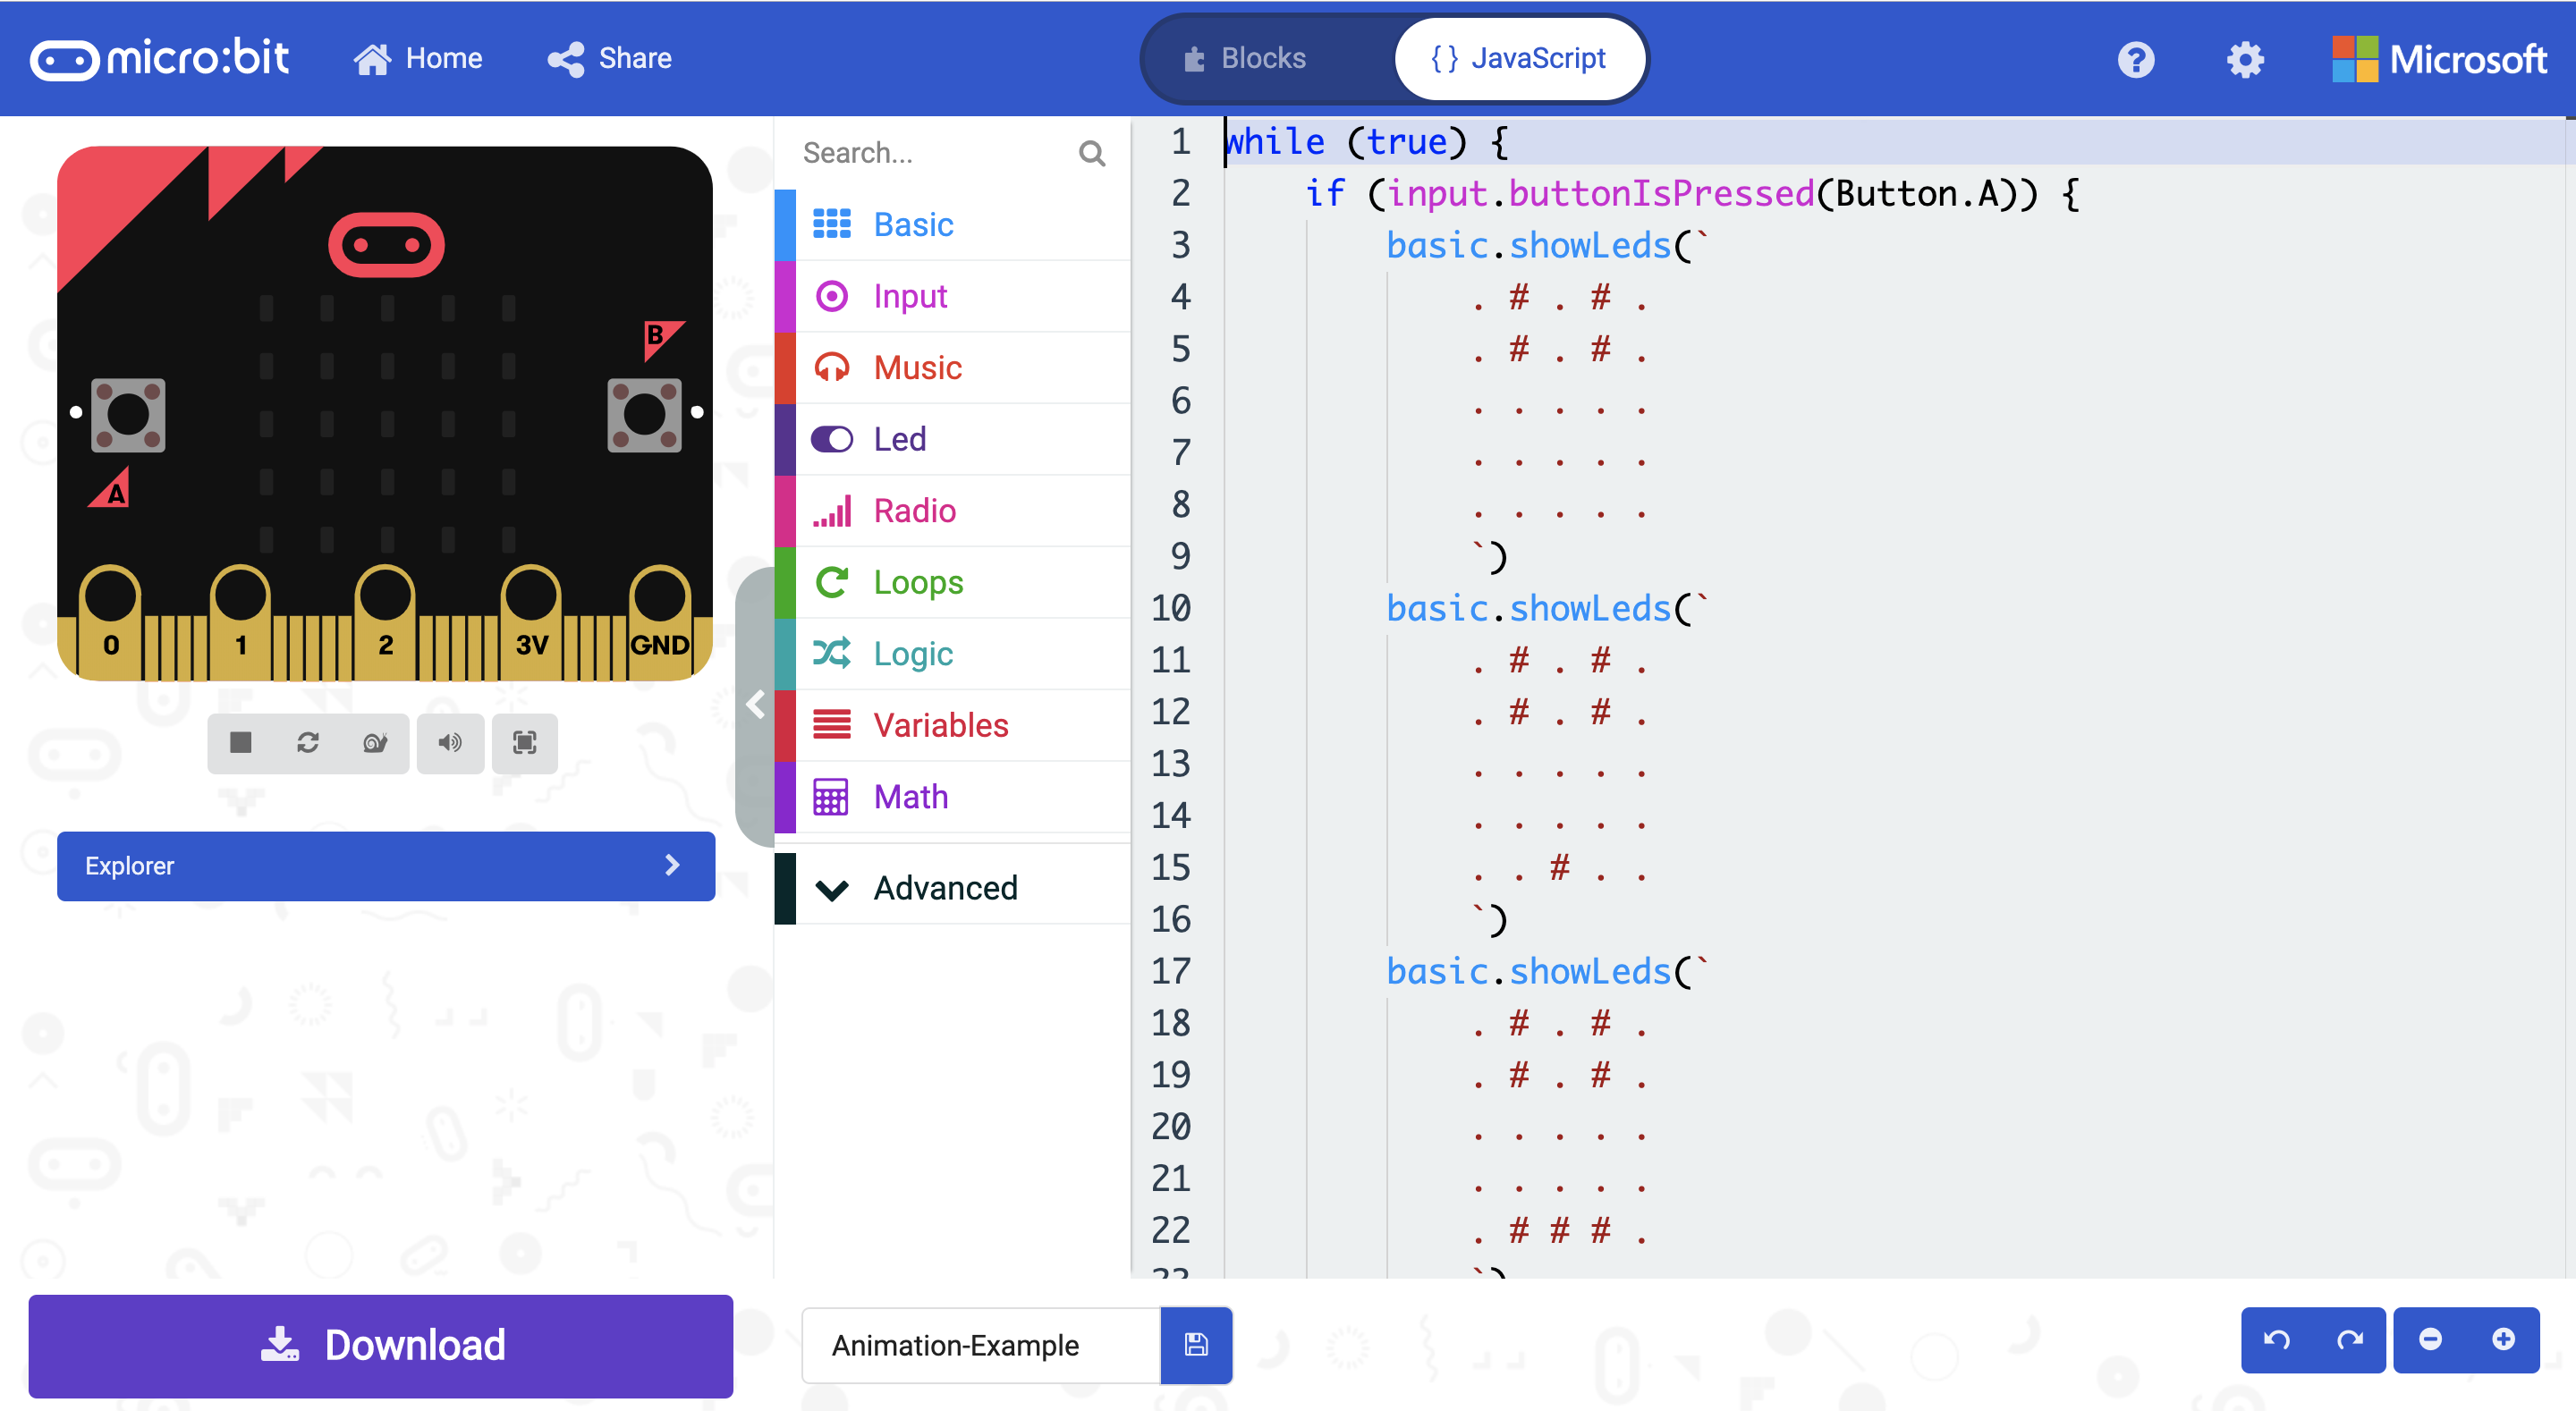 micro:bit Home Share Blocks {} JavaScript ? Microsoft
B
A
0 1 2 3V GND
Explorer
Download
Search...
Basic
Input
Music
Led
Radio
Loops
Logic
Variables
Math
Advanced
1 while (true) {
2 if (input.buttonIsPressed(Button.A)) {
3 basic.showLeds(`
4 . # . # .
5 . # . # .
6 . . . . .
7 . . . . .
8 . . . . .
9 `)
10 basic.showLeds(`
11 . # . # .
12 . # . # .
13 . . . . .
14 . . . . .
15 . . # . .
16 `)
17 basic.showLeds(`
18 . # . # .
19 . # . # .
20 . . . . .
21 . . . . .
22 . # # # .
Animation-Example